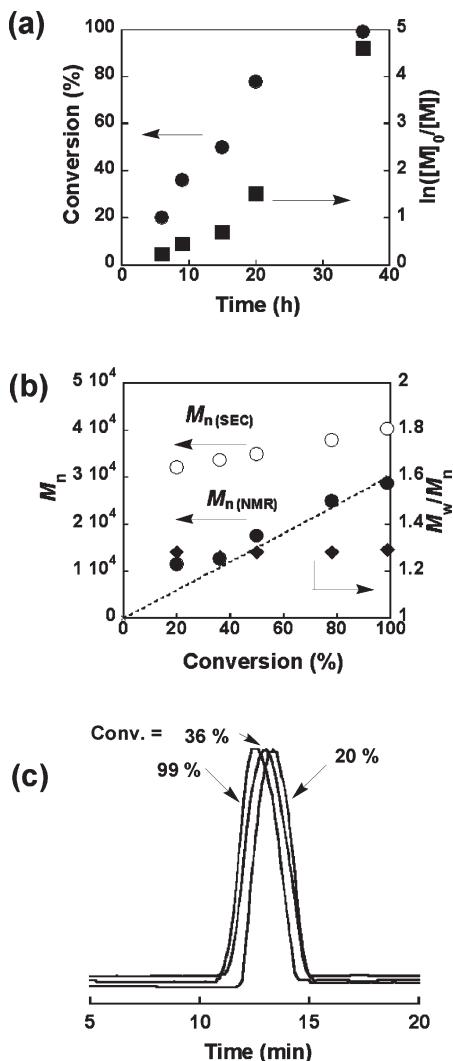 (a)
Conversion (%)
100
80
60
40
20
0
5
4
3
2
1
0
ln([M]0/[M])
0 10 20 30 40
Time (h)
(b)
Mn
5 10^4
4 10^4
3 10^4
2 10^4
1 10^4
0
Mn (SEC)
Mn (NMR)
2
1.8
1.6
1.4
1.2
1
Mw/Mn
0 20 40 60 80 100
Conversion (%)
(c)
Conv. = 36 %
99 %
20 %
5 10 15 20
Time (min)